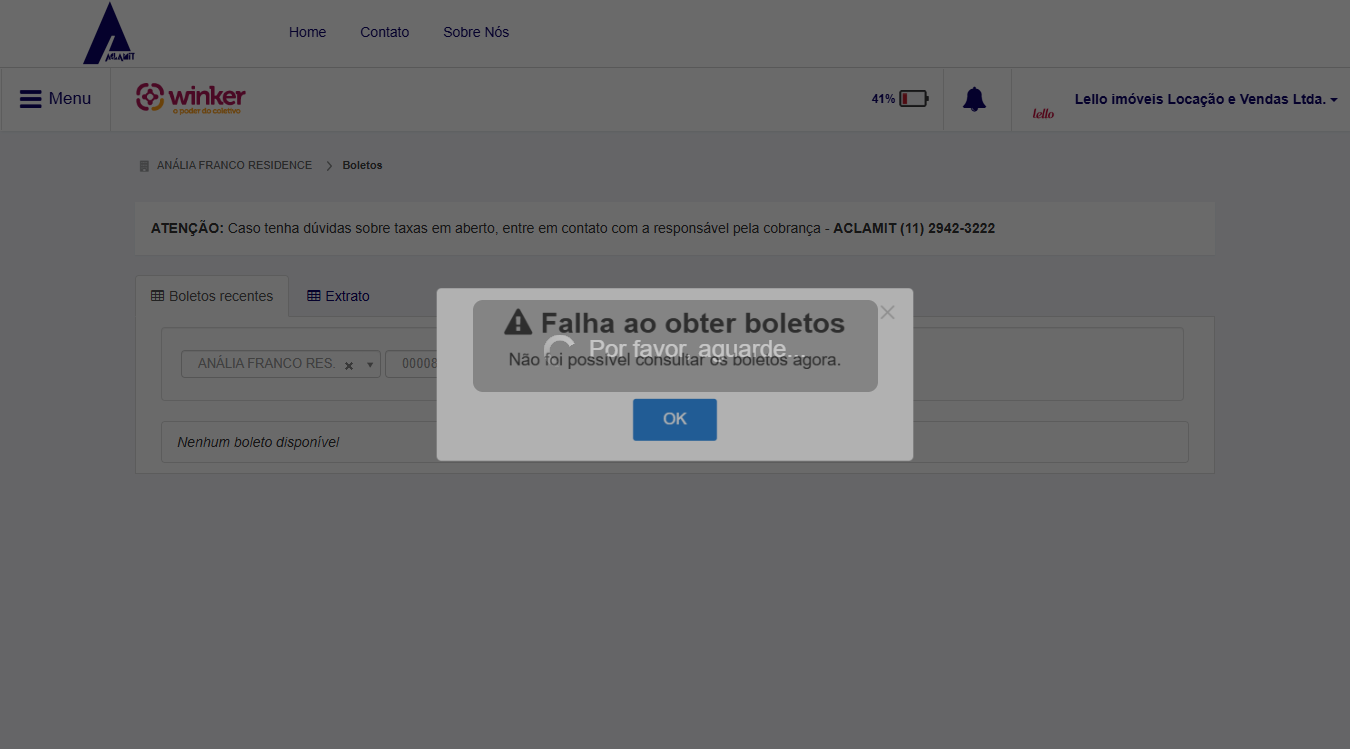 ACLAMIT
Home Contato Sobre Nós
Menu
winker
o poder do coletivo
41%
lello
Lello imóveis Locação e Vendas Ltda.
ANÁLIA FRANCO RESIDENCE > Boletos
ATENÇÃO: Caso tenha dúvidas sobre taxas em aberto, entre em contato com a responsável pela cobrança - ACLAMIT (11) 2942-3222
Boletos recentes
Extrato
×
Falha ao obter boletos
Por favor, aguarde...
Não foi possível consultar os boletos agora.
ANÁLIA FRANCO RES. ×
00008
OK
Nenhum boleto disponível